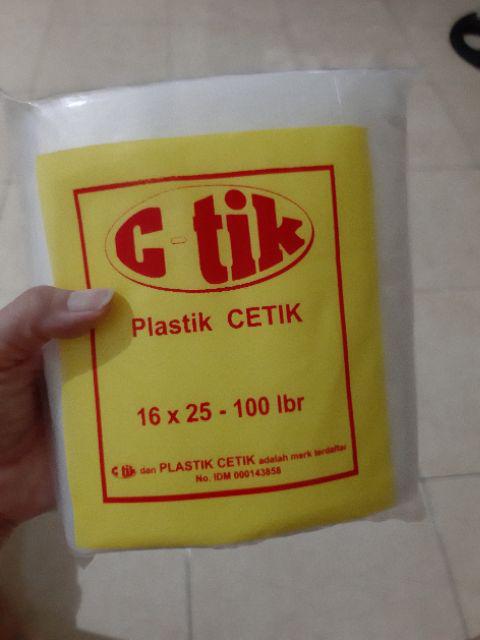 C-tik
Plastik CETIK
16 x 25 - 100 lbr
C-tik dan PLASTIK CETIK adalah merk terdaftar
No. IDM 000143858